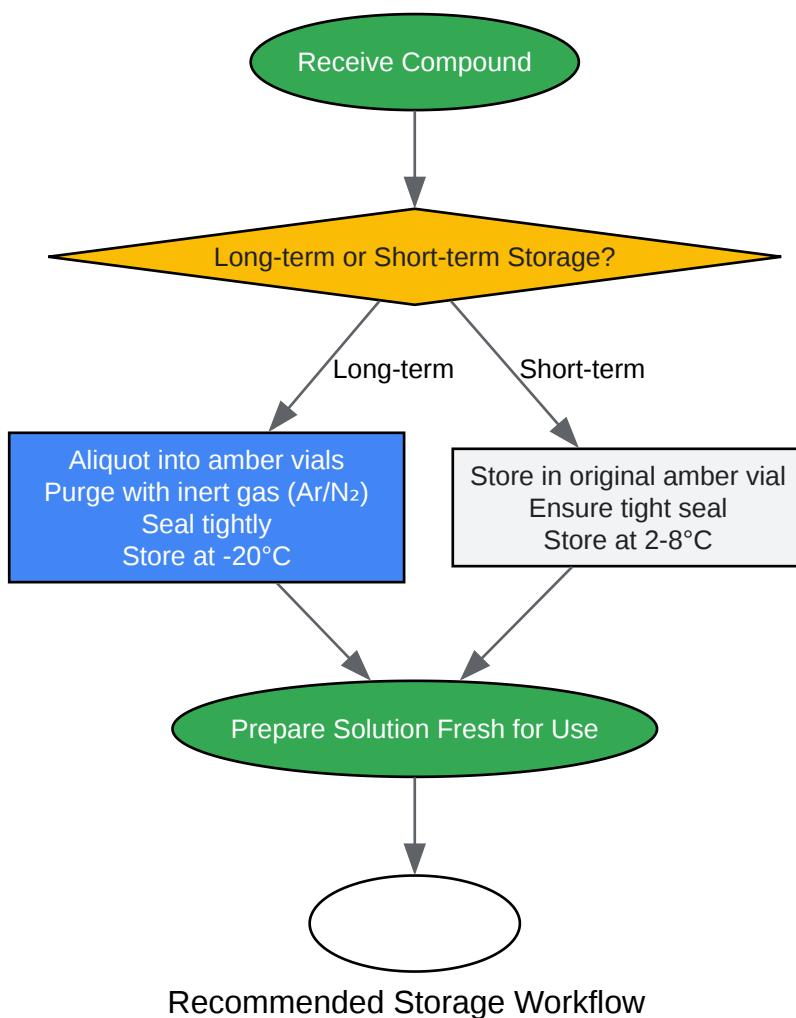 Receive Compound
Long-term or Short-term Storage?
Long-term
Short-term
Aliquot into amber vials
Purge with inert gas (Ar/N₂)
Seal tightly
Store at -20°C
Store in original amber vial
Ensure tight seal
Store at 2-8°C
Prepare Solution Fresh for Use
Recommended Storage Workflow